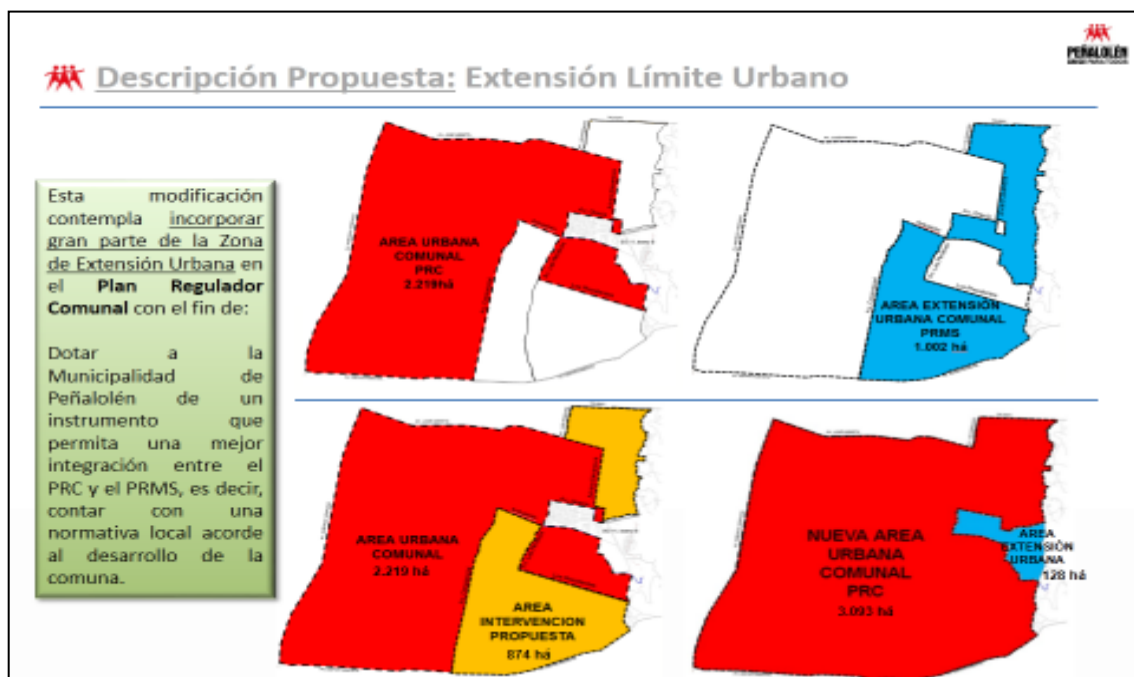 PEÑALOLÉN
Descripción Propuesta: Extensión Límite Urbano
Esta modificación
contempla incorporar
gran parte de la Zona
de Extensión Urbana en
el Plan Regulador
Comunal con el fin de:
Dotar a la
Municipalidad de
Peñalolén de un
instrumento que
permita una mejor
integración entre el
PRC y el PRMS, es decir,
contar con una
normativa local acorde
al desarrollo de la
comuna.
AREA URBANA
COMUNAL
PRC
2.219há
AREA EXTENSIÓN
URBANA COMUNAL
PRMS
1.002 há
AREA URBANA
COMUNAL
2.219 há
AREA
INTERVENCION
PROPUESTA
874 há
NUEVA AREA
URBANA
COMUNAL
PRC
3.093 há
AREA
EXTENSIÓN
URBANA
128 há